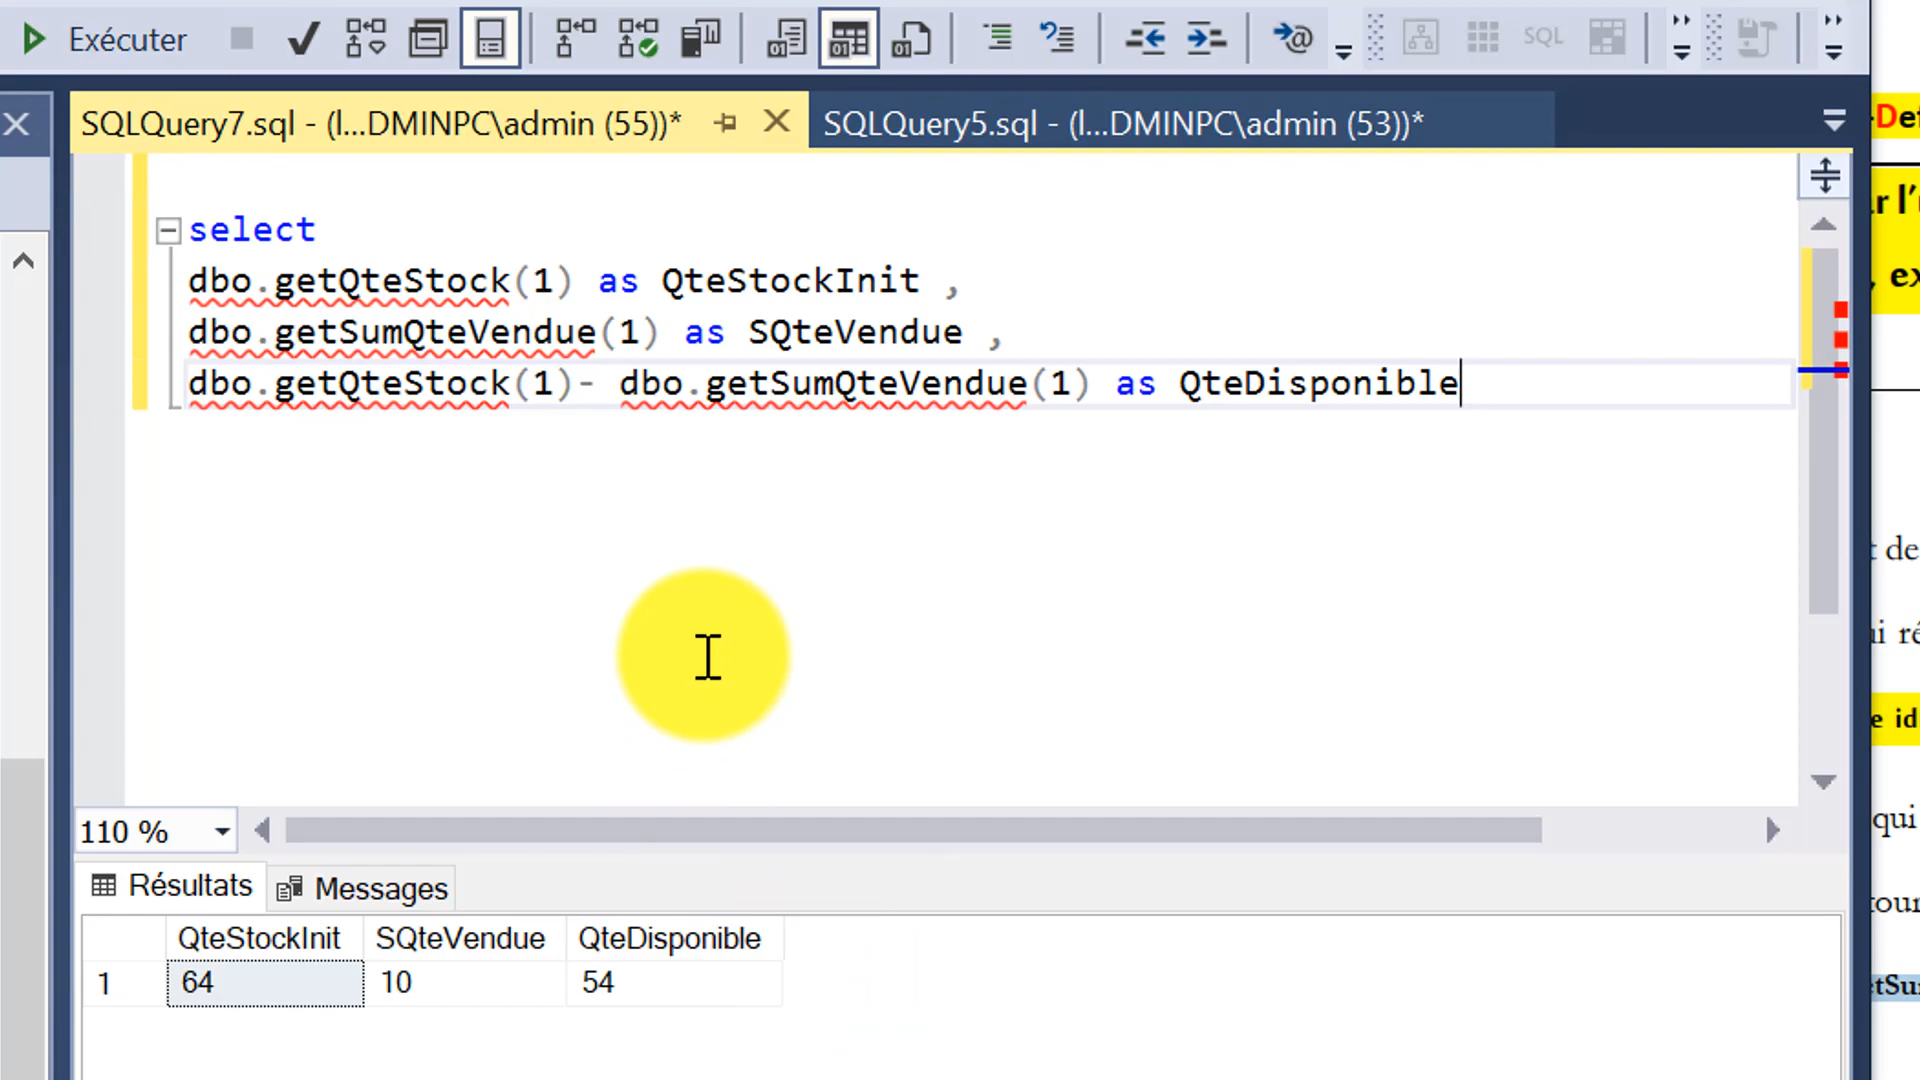 Exécuter
SQL
SQLQuery7.sql - (l...DMINPC\admin (55))*
SQLQuery5.sql - (l...DMINPC\admin (53))*
select
dbo.getQteStock(1) as QteStockInit ,
dbo.getSumQteVendue(1) as SQteVendue ,
dbo.getQteStock(1)- dbo.getSumQteVendue(1) as QteDisponible
110 %
Résultats
Messages
QteStockInit SQteVendue QteDisponible
1 64 10 54